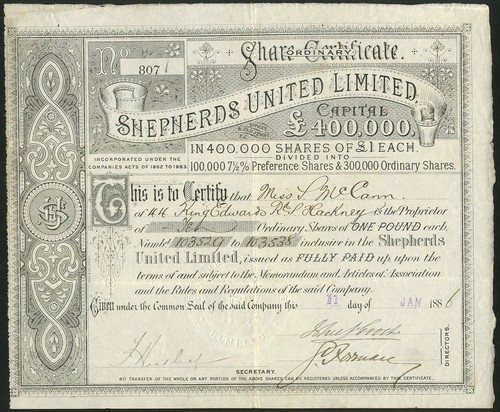 No 8071
Share Certificate.
ORDINARY.
SHEPHERDS UNITED LIMITED.
CAPITAL
£400,000,
IN 400,000 SHARES OF £1 EACH.
DIVIDED INTO
100,000 7½% Preference Shares & 300,000 Ordinary Shares.
INCORPORATED UNDER THE
COMPANIES ACTS OF 1862 TO 1883.
This is to Certify that Miss S. McCann
of 44 King Edwards Rd Hackney is the Proprietor
of Ten Ordinary Shares of ONE POUND each,
Numbd. 103529 to 103538 inclusive in the Shepherds
United Limited, issued as FULLY PAID up, upon the
terms of and subject to the Memorandum and Articles of Association
and the Rules and Regulations of the said Company.
Given under the Common Seal of the said Company this 11 day of JAN 1886
DIRECTORS.
SECRETARY.
NO TRANSFER OF THE WHOLE OR ANY PORTION OF THE ABOVE SHARES CAN BE REGISTERED UNLESS ACCOMPANIED BY THIS CERTIFICATE.